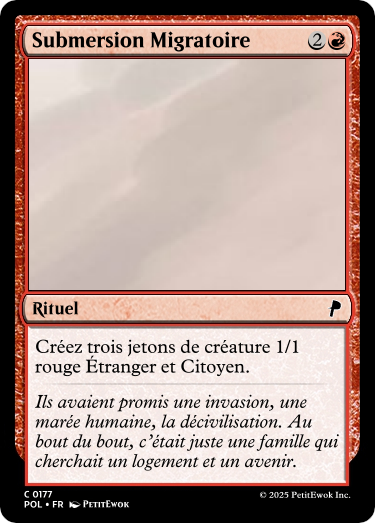 Submersion Migratoire 2
Rituel
Créez trois jetons de créature 1/1
rouge Étranger et Citoyen.
Ils avaient promis une invasion, une
marée humaine, la décivilisation. Au
bout du bout, c’était juste une famille qui
cherchait un logement et un avenir.
C 0177
POL • FR PetitEwok
© 2025 PetitEwok Inc.